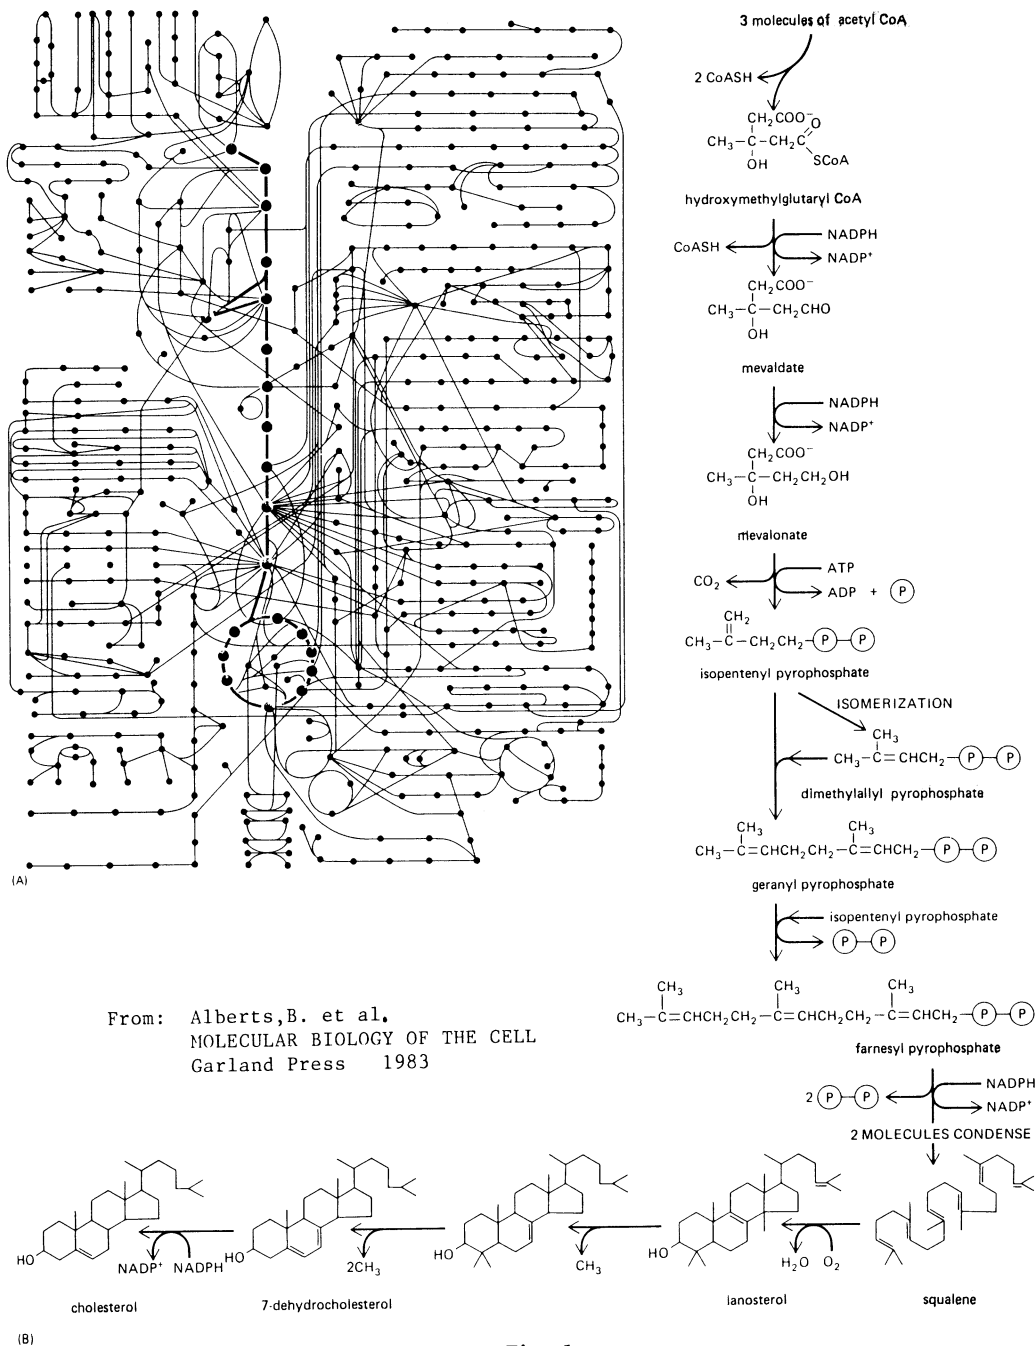 3 molecules of acetyl CoA
2 CoASH
CH₂COO⁻
O
CH₃—C—CH₂C
OH
SCoA
hydroxymethylglutaryl CoA
NADPH
CoASH
NADP⁺
CH₂COO⁻
CH₃—C—CH₂CHO
OH
mevaldate
NADPH
NADP⁺
CH₂COO⁻
CH₃—C—CH₂CH₂OH
OH
mevalonate
ATP
CO₂
ADP + P
CH₂
CH₃—C—CH₂CH₂—P—P
isopentenyl pyrophosphate
ISOMERIZATION
CH₃
CH₃—C=CHCH₂—P—P
dimethylallyl pyrophosphate
CH₃ CH₃
CH₃—C=CHCH₂CH₂—C=CHCH₂—P—P
(A)
geranyl pyrophosphate
isopentenyl pyrophosphate
P—P
CH₃ CH₃ CH₃
CH₃—C=CHCH₂CH₂—C=CHCH₂CH₂—C=CHCH₂—P—P
farnesyl pyrophosphate
From: Alberts,B. et al.
MOLECULAR BIOLOGY OF THE CELL
Garland Press 1983
NADPH
2 P—P
NADP⁺
2 MOLECULES CONDENSE
HO
NADP⁺ NADPH
HO
2CH₃
HO
CH₃
HO
H₂O O₂
cholesterol
7-dehydrocholesterol
lanosterol
squalene
(B)